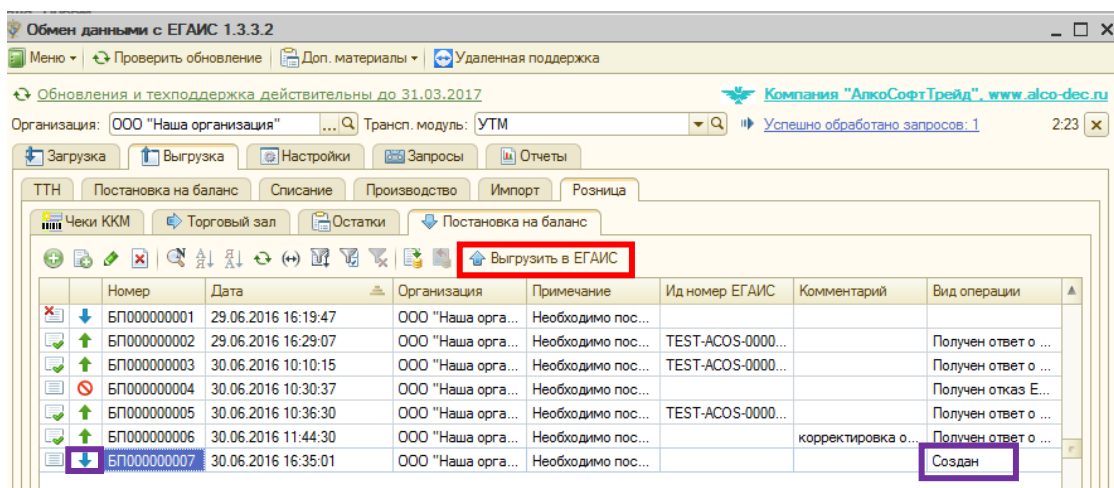 Обмен данными с ЕГАИС 1.3.3.2
Меню Проверить обновление Доп. материалы Удаленная поддержка
Обновления и техподдержка действительны до 31.03.2017 Компания "АлкоСофтТрейд", www.alco-dec.ru
Организация: ООО "Наша организация" ... Трансп. модуль: УТМ Успешно обработано запросов: 1 2:23
Загрузка Выгрузка Настройки Запросы Отчеты
ТТН Постановка на баланс Списание Производство Импорт Розница
Чеки ККМ Торговый зал Остатки Постановка на баланс
Выгрузить в ЕГАИС
Номер Дата Организация Примечание Ид номер ЕГАИС Комментарий Вид операции
БП000000001 29.06.2016 16:19:47 ООО "Наша орга... Необходимо пос...
БП000000002 29.06.2016 16:29:07 ООО "Наша орга... Необходимо пос... TEST-ACOS-0000... Получен ответ о ...
БП000000003 30.06.2016 10:10:15 ООО "Наша орга... Необходимо пос... TEST-ACOS-0000... Получен ответ о ...
БП000000004 30.06.2016 10:30:37 ООО "Наша орга... Необходимо пос... Получен отказ Е...
БП000000005 30.06.2016 10:36:30 ООО "Наша орга... Необходимо пос... TEST-ACOS-0000... Получен ответ о ...
БП000000006 30.06.2016 11:44:30 ООО "Наша орга... Необходимо пос... корректировка о... Получен ответ о ...
БП000000007 30.06.2016 16:35:01 ООО "Наша орга... Необходимо пос... Создан